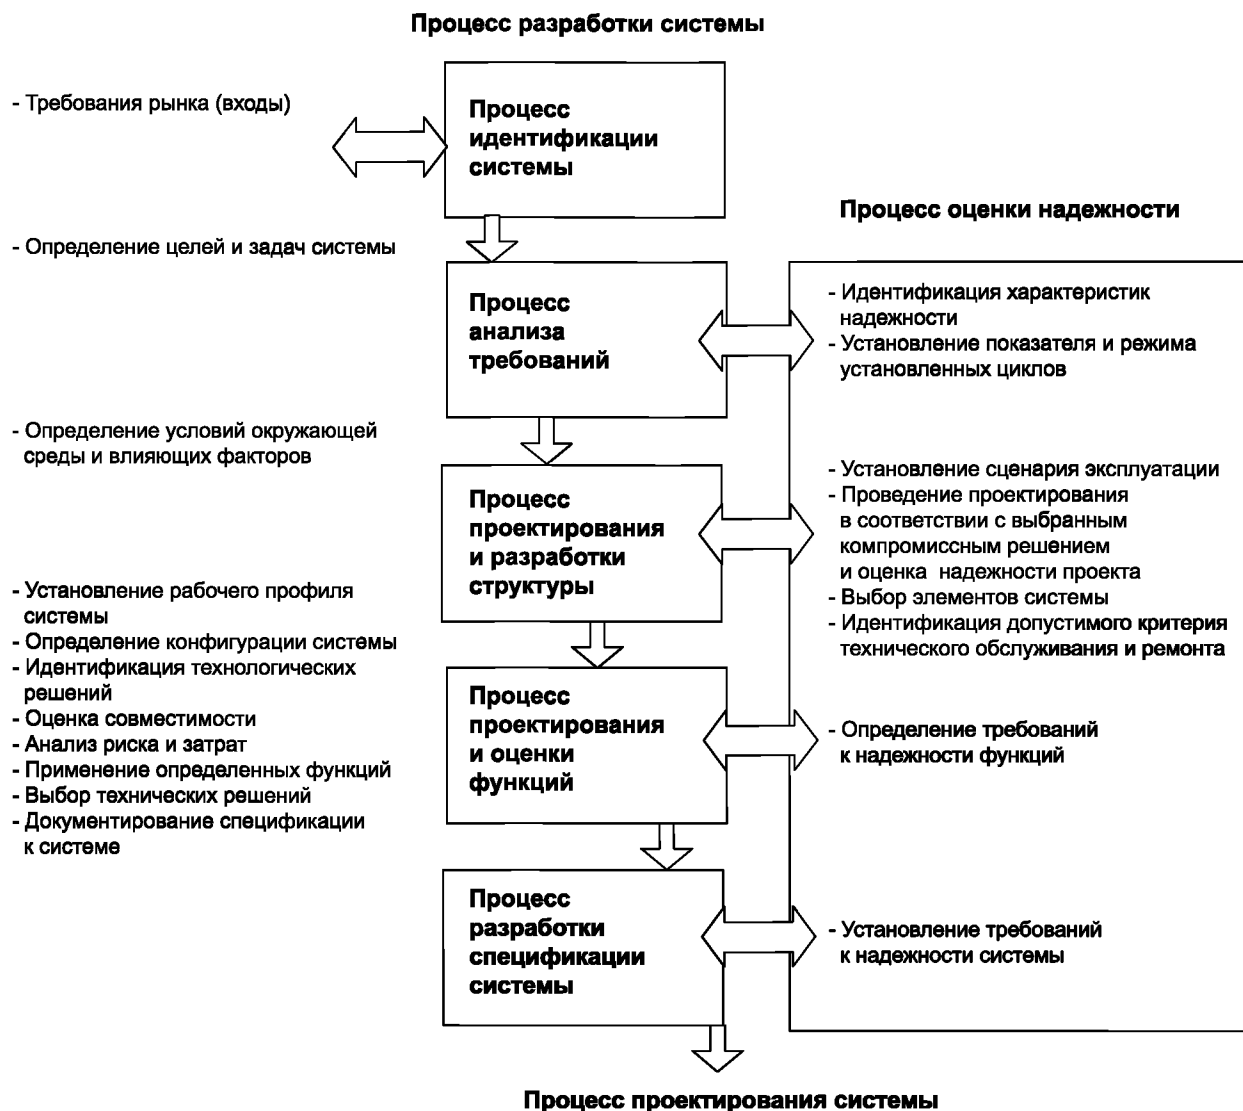 Процесс разработки системы
- Требования рынка (входы)
Процесс
идентификации
системы
Процесс оценки надежности
- Определение целей и задач системы
Процесс
анализа
требований
- Идентификация характеристик
надежности
- Установление показателя и режима
установленных циклов
- Определение условий окружающей
среды и влияющих факторов
Процесс
проектирования
и разработки
структуры
- Установление сценария эксплуатации
- Проведение проектирования
в соответствии с выбранным
компромиссным решением
и оценка надежности проекта
- Выбор элементов системы
- Идентификация допустимого критерия
технического обслуживания и ремонта
- Установление рабочего профиля
системы
- Определение конфигурации системы
- Идентификация технологических
решений
- Оценка совместимости
- Анализ риска и затрат
- Применение определенных функций
- Выбор технических решений
- Документирование спецификации
к системе
Процесс
проектирования
и оценки
функций
- Определение требований
к надежности функций
Процесс
разработки
спецификации
системы
- Установление требований
к надежности системы
Процесс проектирования системы